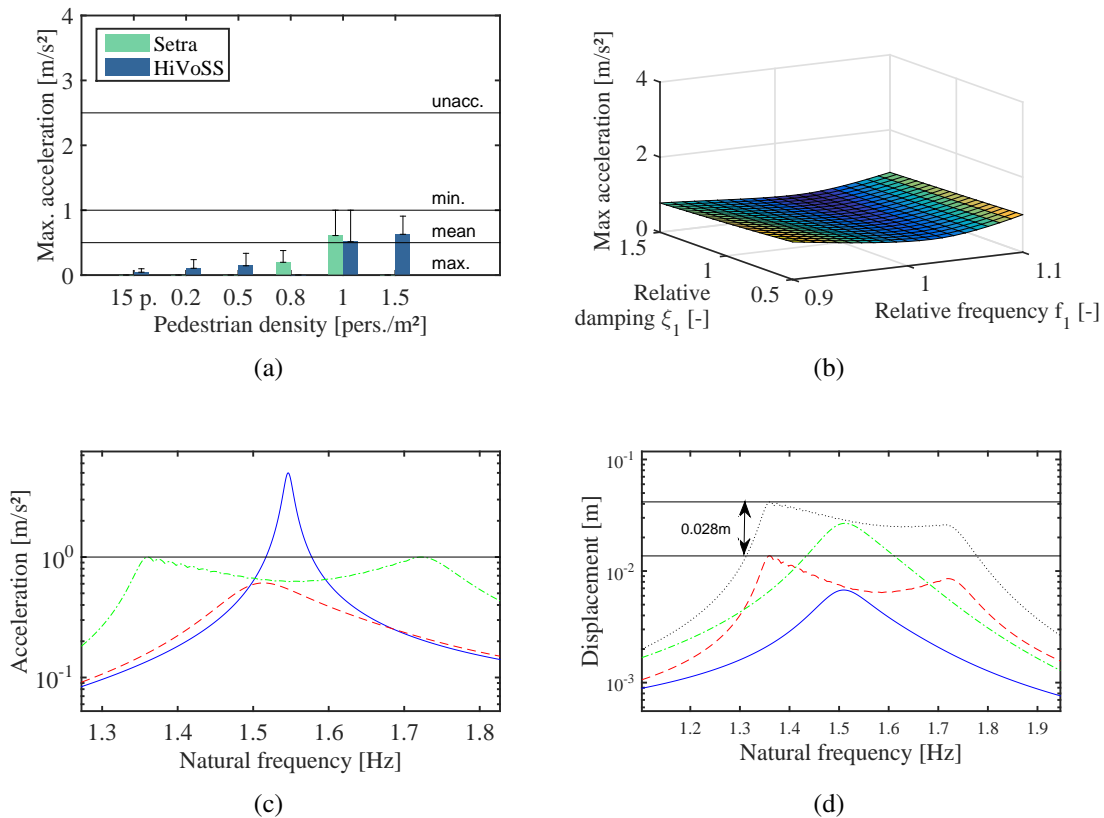 Max. acceleration [m/s²]
4
3
2
1
0
Setra
HiVoSS
unacc.
min.
mean
max.
15 p. 0.2 0.5 0.8 1 1.5
Pedestrian density [pers./m²]
(a)
Max acceleration [m/s²]
4
2
0
1.5
1
0.5
Relative
damping ξ₁ [-]
0.9
1
1.1
Relative frequency f₁ [-]
(b)
Acceleration [m/s²]
10⁰
10⁻¹
1.3 1.4 1.5 1.6 1.7 1.8
Natural frequency [Hz]
(c)
Displacement [m]
10⁻¹
10⁻²
10⁻³
0.028m
1.2 1.3 1.4 1.5 1.6 1.7 1.8 1.9
Natural frequency [Hz]
(d)